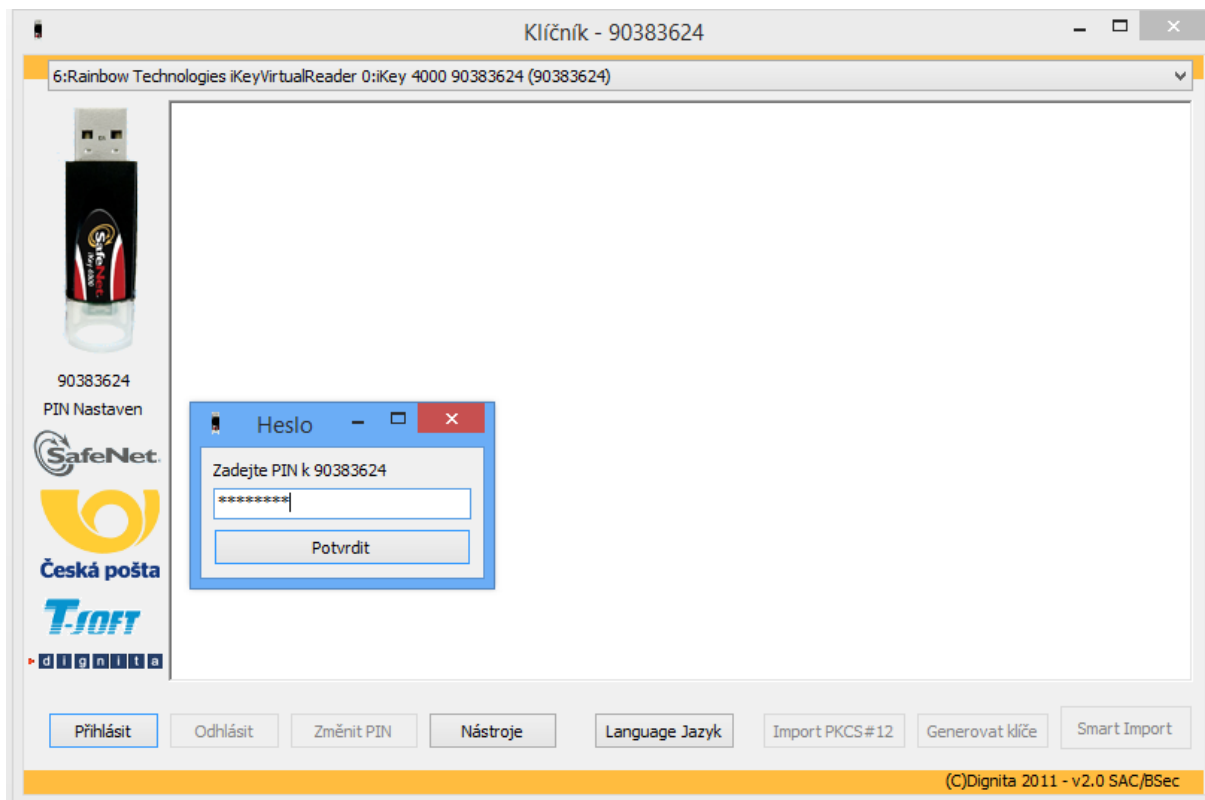 Klíčník - 90383624
6:Rainbow Technologies iKeyVirtualReader 0:iKey 4000 90383624 (90383624)
SafeNet.
90383624
PIN Nastaven
SafeNet.
Česká pošta
T-SOFT
dignita
Heslo
Zadejte PIN k 90383624
********
Potvrdit
Přihlásit
Odhlásit
Změnit PIN
Nástroje
Language Jazyk
Import PKCS#12
Generovat klíče
Smart Import
(C)Dignita 2011 - v2.0 SAC/BSec